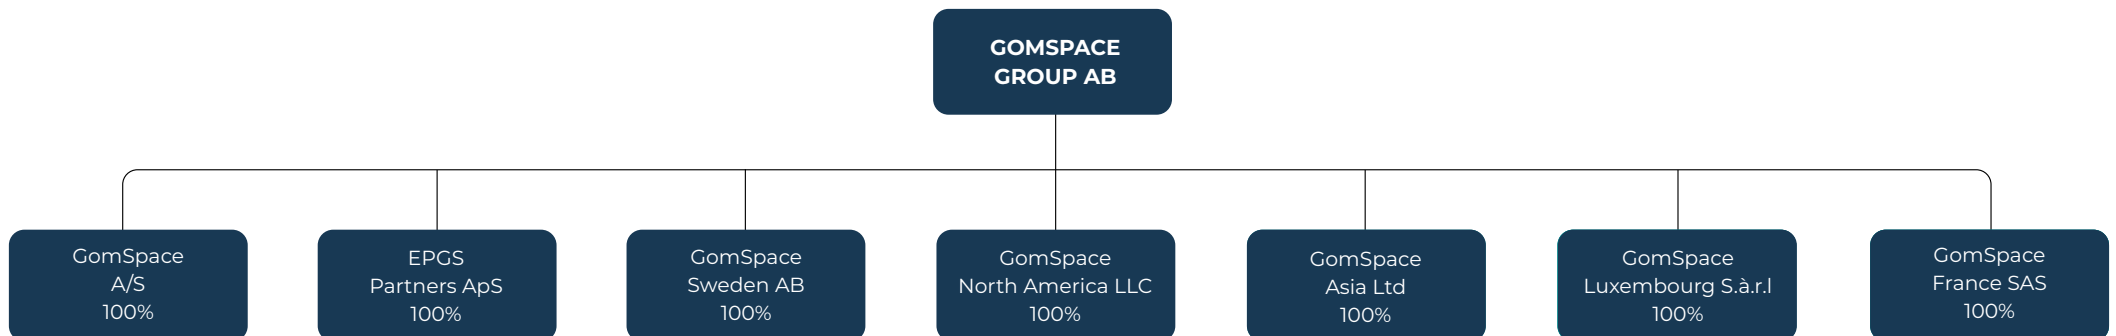 GOMSPACE
GROUP AB
GomSpace
A/S
100%
EPGS
Partners ApS
100%
GomSpace
Sweden AB
100%
GomSpace
North America LLC
100%
GomSpace
Asia Ltd
100%
GomSpace
Luxembourg S.à.r.l
100%
GomSpace
France SAS
100%